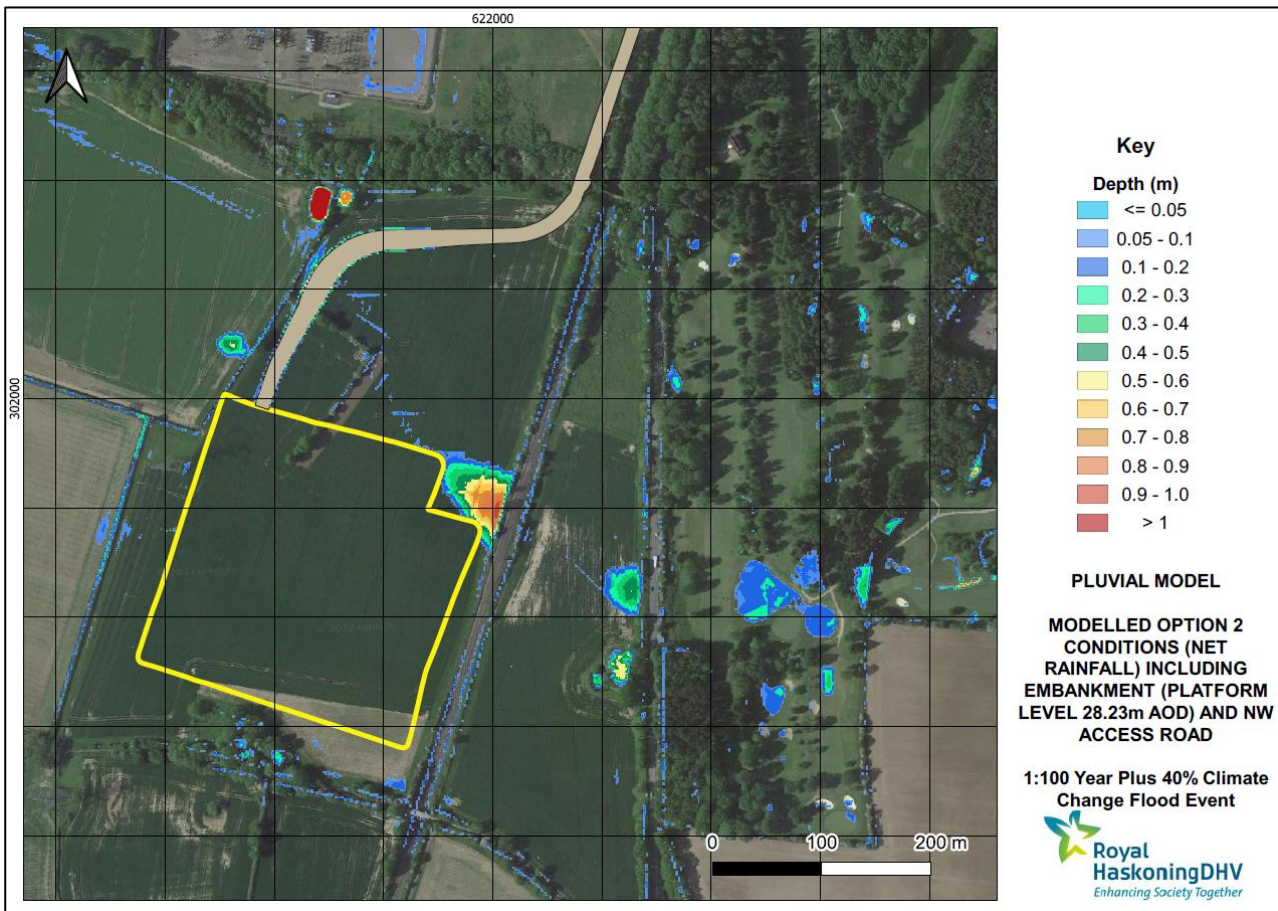 622000
302000
Key
Depth (m)
<= 0.05
0.05 - 0.1
0.1 - 0.2
0.2 - 0.3
0.3 - 0.4
0.4 - 0.5
0.5 - 0.6
0.6 - 0.7
0.7 - 0.8
0.8 - 0.9
0.9 - 1.0
> 1
PLUVIAL MODEL
MODELLED OPTION 2
CONDITIONS (NET
RAINFALL) INCLUDING
EMBANKMENT (PLATFORM
LEVEL 28.23m AOD) AND NW
ACCESS ROAD
1:100 Year Plus 40% Climate
Change Flood Event
0 100 200 m
Royal
HaskoningDHV
Enhancing Society Together